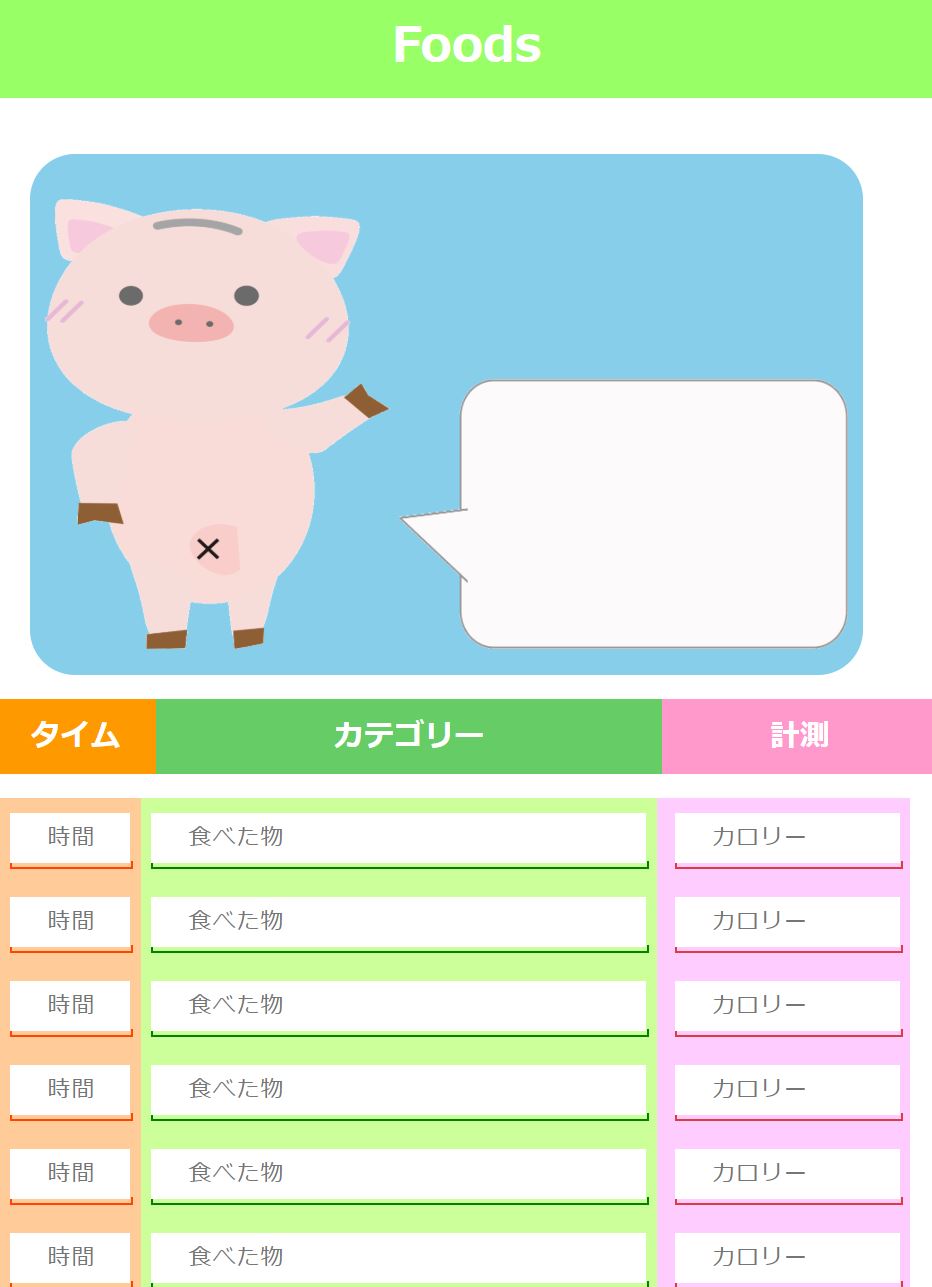 Foods
タイム カテゴリー 計測
時間 食べた物 カロリー
時間 食べた物 カロリー
時間 食べた物 カロリー
時間 食べた物 カロリー
時間 食べた物 カロリー
時間 食べた物 カロリー